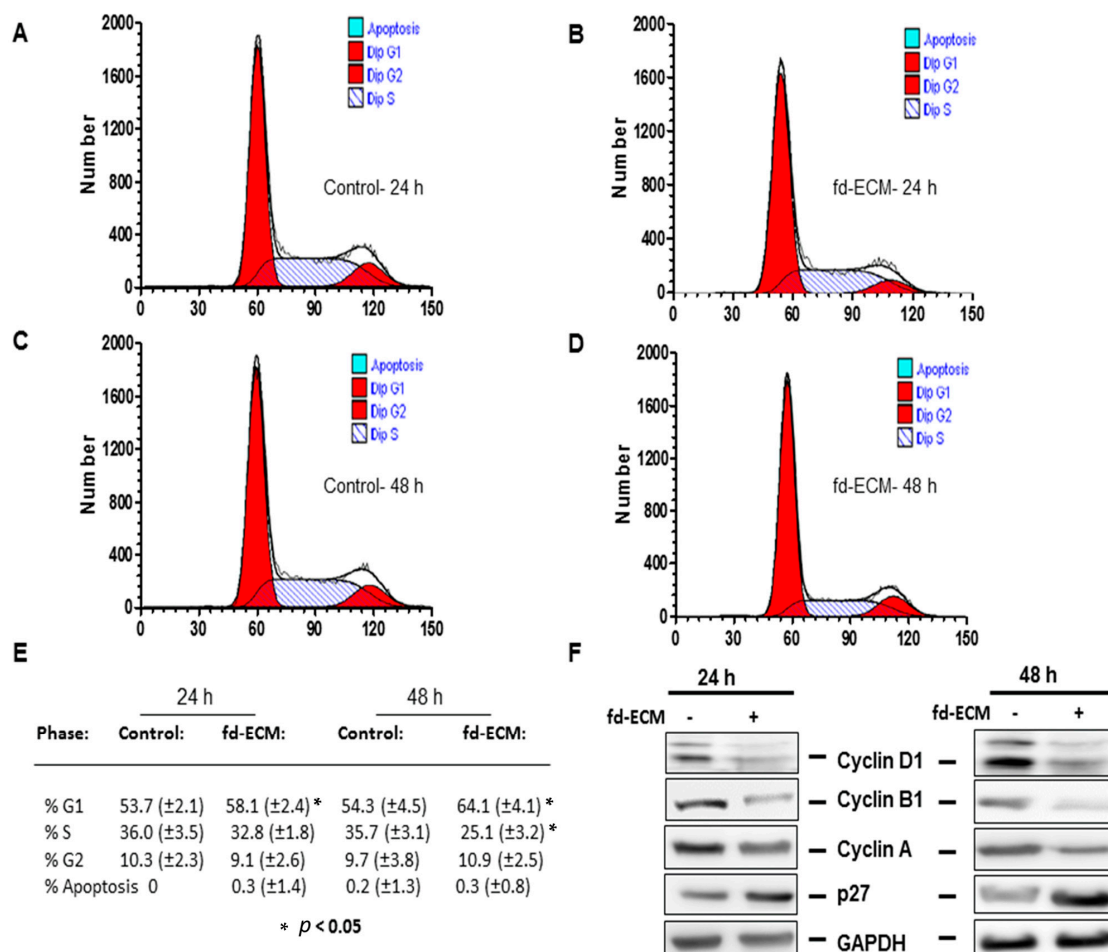 A
2000
1600
1200
800
400
0
Number
0 30 60 90 120 150
Apoptosis
Dip G1
Dip G2
Dip S
Control- 24 h
B
2000
1600
1200
800
400
0
Number
0 30 60 90 120 150
Apoptosis
Dip G1
Dip G2
Dip S
fd-ECM- 24 h
C
2000
1600
1200
800
400
0
Number
0 30 60 90 120 150
Apoptosis
Dip G1
Dip G2
Dip S
Control- 48 h
D
2000
1600
1200
800
400
0
Number
0 30 60 90 120 150
Apoptosis
Dip G1
Dip G2
Dip S
fd-ECM- 48 h
E
24 h 48 h
Phase: Control: fd-ECM: Control: fd-ECM:
% G1 53.7 (±2.1) 58.1 (±2.4) * 54.3 (±4.5) 64.1 (±4.1) *
% S 36.0 (±3.5) 32.8 (±1.8) 35.7 (±3.1) 25.1 (±3.2) *
% G2 10.3 (±2.3) 9.1 (±2.6) 9.7 (±3.8) 10.9 (±2.5)
% Apoptosis 0 0.3 (±1.4) 0.2 (±1.3) 0.3 (±0.8)
* p < 0.05
F
24 h 48 h
fd-ECM - + fd-ECM - +
Cyclin D1
Cyclin B1
Cyclin A
p27
GAPDH